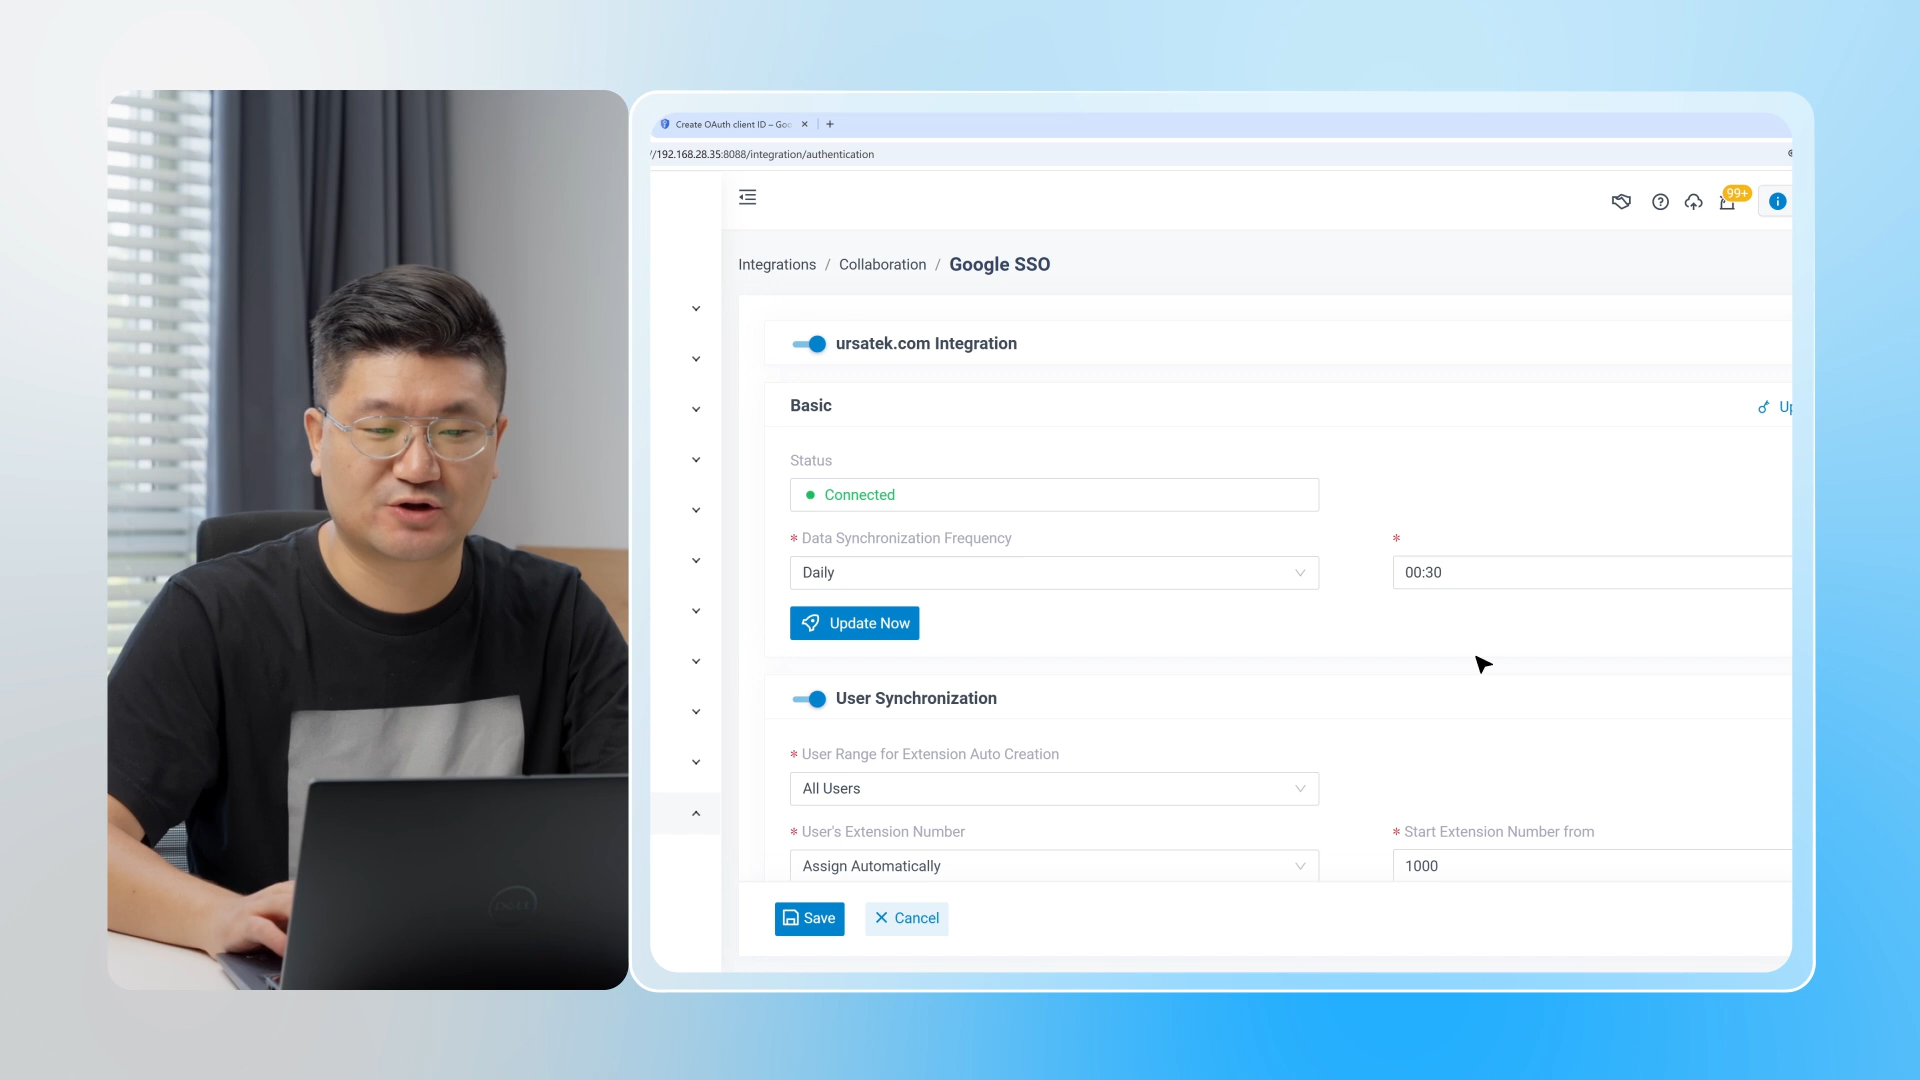 Create OAuth client ID – Goo
//192.168.28.35:8088/integration/authentication
99+
Integrations / Collaboration / Google SSO
ursatek.com Integration
Basic
Up
Status
Connected
* Data Synchronization Frequency
*
Daily
00:30
Update Now
User Synchronization
* User Range for Extension Auto Creation
All Users
* User's Extension Number
* Start Extension Number from
Assign Automatically
1000
Save
Cancel
DELL